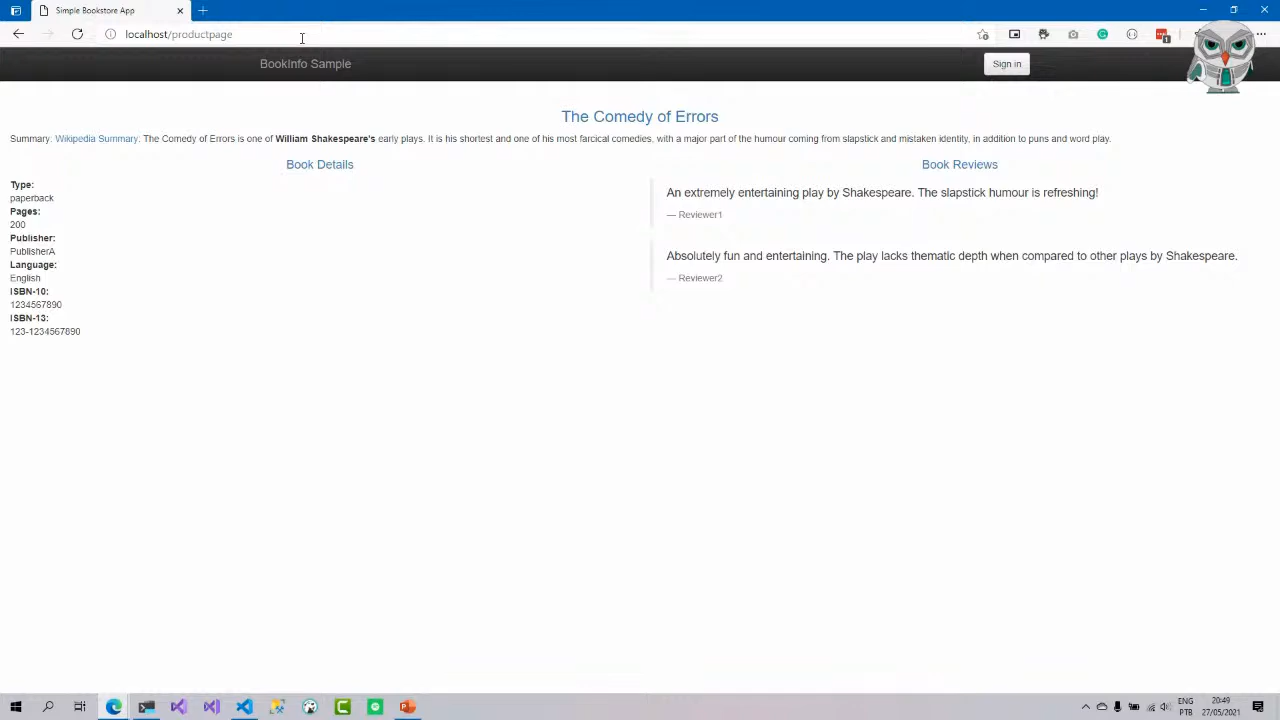 Simple Bookstore App
localhost/productpage
1
BookInfo Sample
Sign in
The Comedy of Errors
Summary: Wikipedia Summary: The Comedy of Errors is one of William Shakespeare's early plays. It is his shortest and one of his most farcical comedies, with a major part of the humour coming from slapstick and mistaken identity, in addition to puns and word play.
Book Details
Type:
paperback
Pages:
200
Publisher:
PublisherA
Language:
English
ISBN-10:
1234567890
ISBN-13:
123-1234567890
Book Reviews
An extremely entertaining play by Shakespeare. The slapstick humour is refreshing!
— Reviewer1
Absolutely fun and entertaining. The play lacks thematic depth when compared to other plays by Shakespeare.
— Reviewer2
ENG
PTB
20:49
27/05/2021